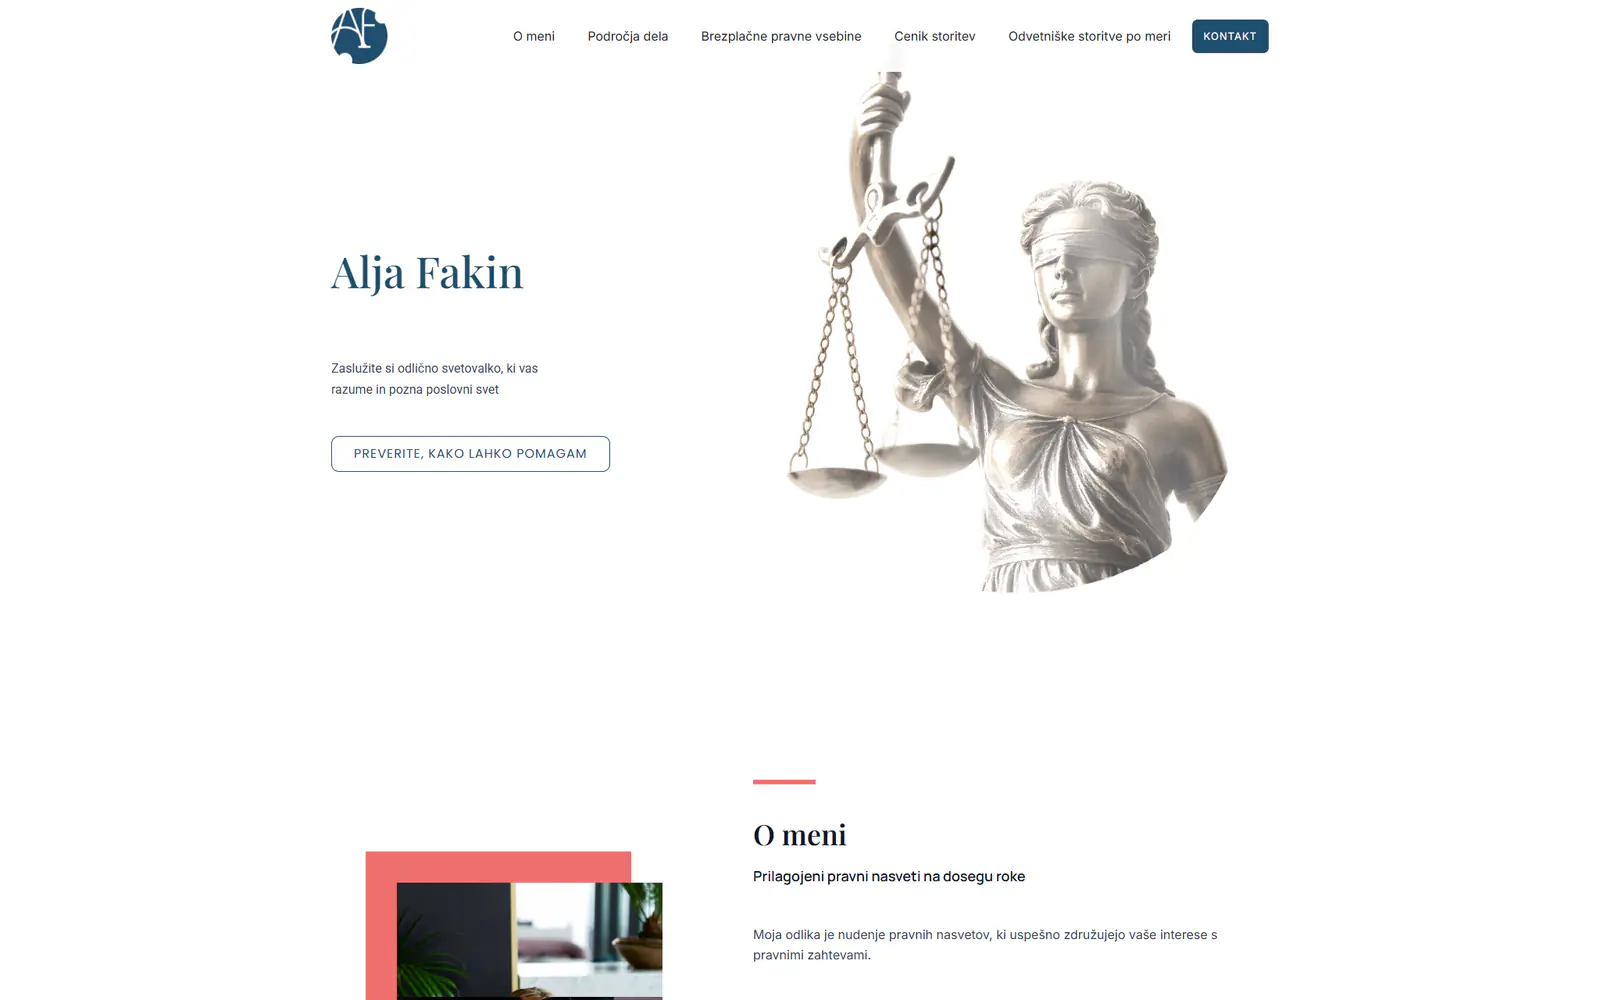 AF
O meni
Področja dela
Brezplačne pravne vsebine
Cenik storitev
Odvetniške storitve po meri
KONTAKT
Alja Fakin
Zaslužite si odlično svetovalko, ki vas
razume in pozna poslovni svet
PREVERITE, KAKO LAHKO POMAGAM
O meni
Prilagojeni pravni nasveti na dosegu roke
Moja odlika je nudenje pravnih nasvetov, ki uspešno združujejo vaše interese s
pravnimi zahtevami.